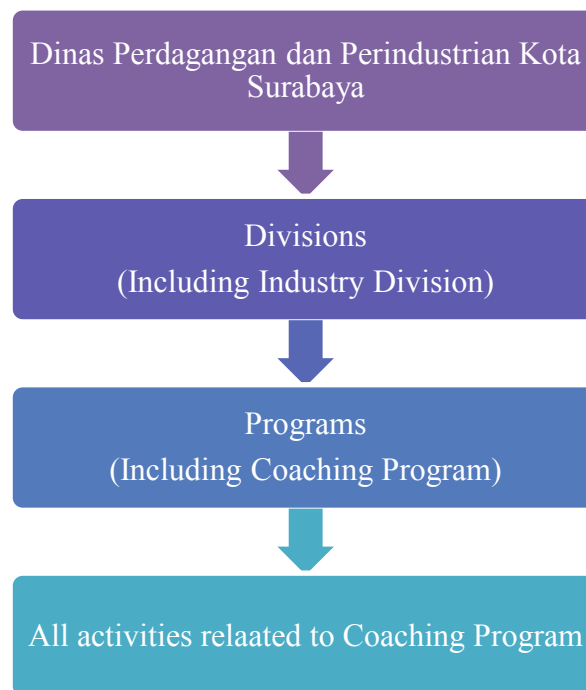 Dinas Perdagangan dan Perindustrian Kota
Surabaya
Divisions
(Including Industry Division)
Programs
(Including Coaching Program)
All activities relaated to Coaching Program